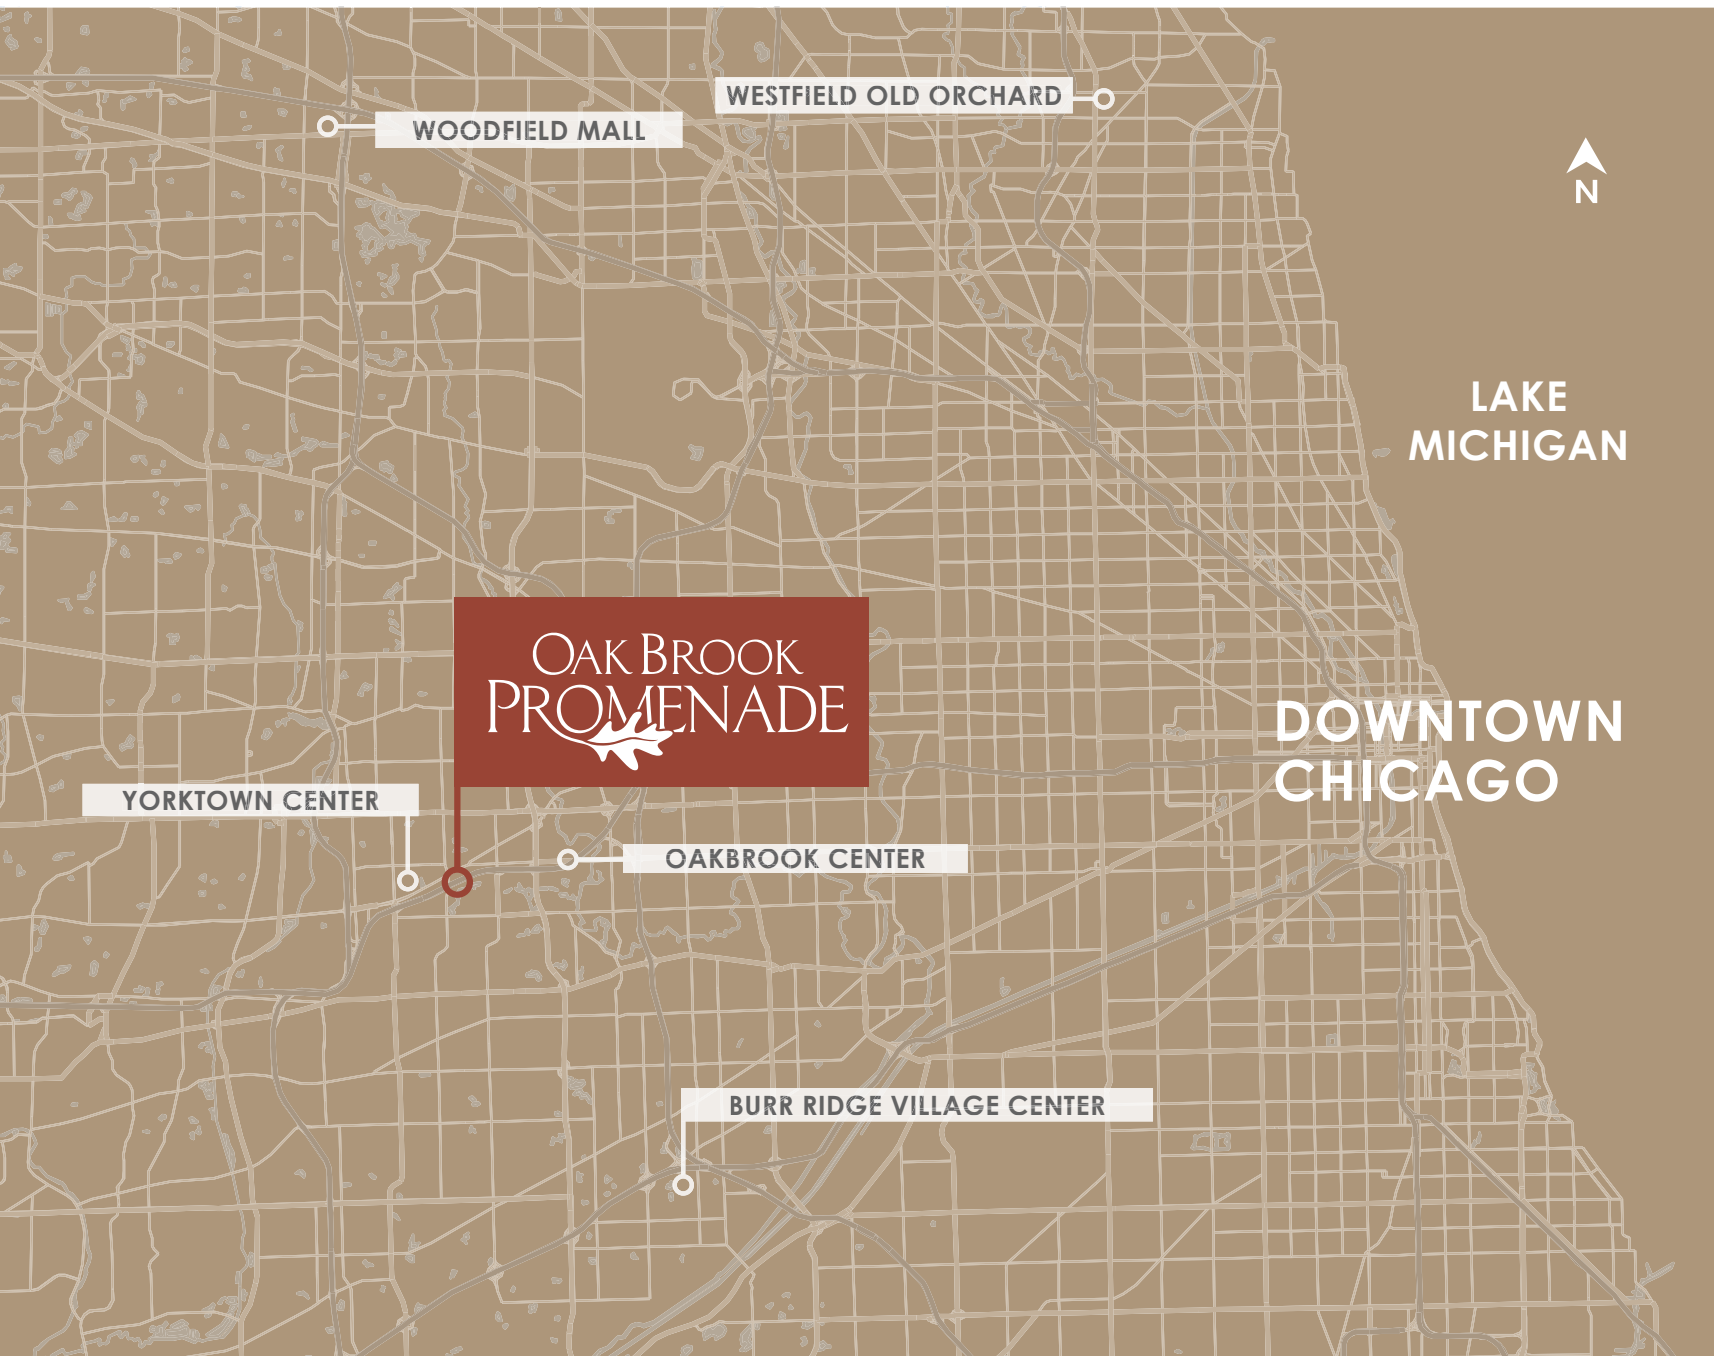 WESTFIELD OLD ORCHARD
WOODFIELD MALL
N
LAKE
MICHIGAN
OAK BROOK
PROMENADE
DOWNTOWN
CHICAGO
YORKTOWN CENTER
OAKBROOK CENTER
BURR RIDGE VILLAGE CENTER